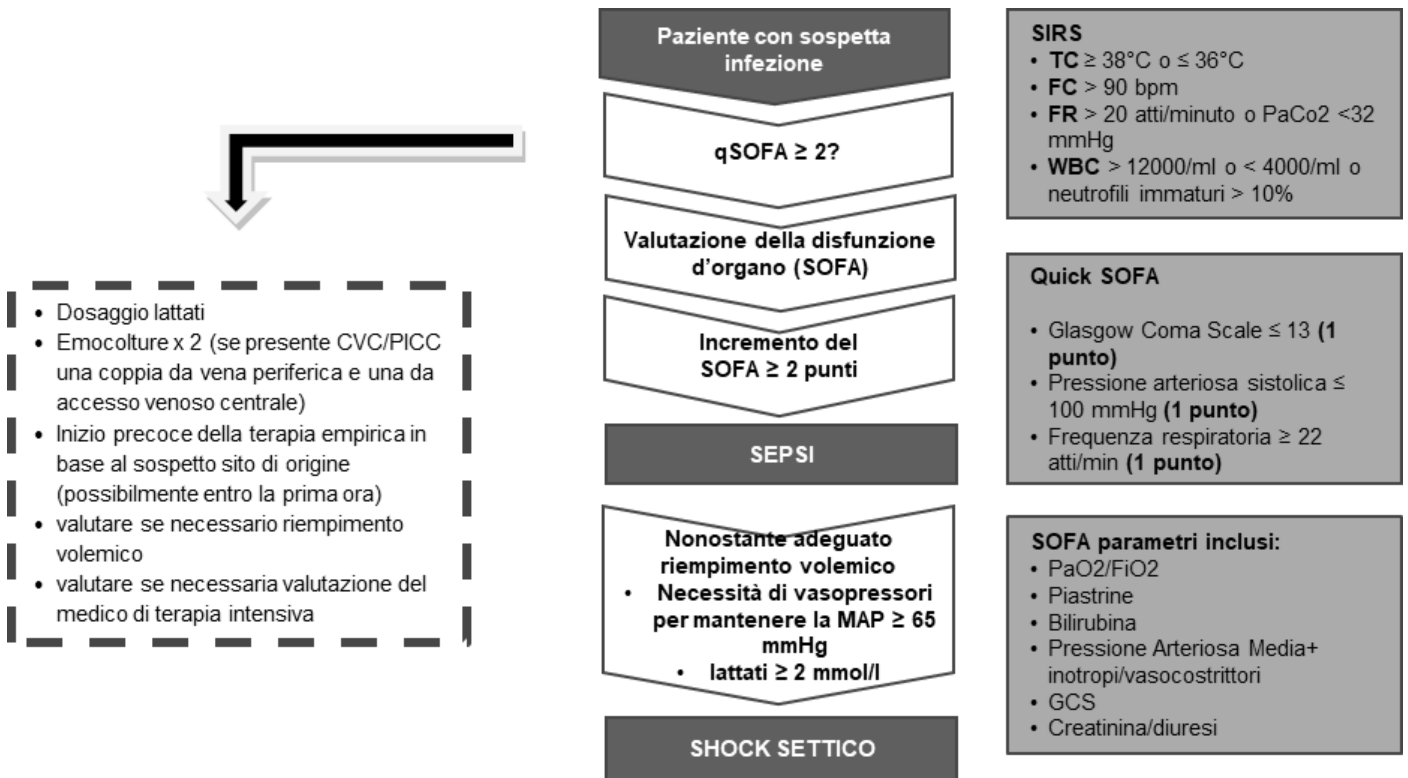 Paziente con sospetta
infezione
qSOFA ≥ 2?
Valutazione della disfunzione
d'organo (SOFA)
Incremento del
SOFA ≥ 2 punti
SEPSI
Nonostante adeguato
riempimento volemico
• Necessità di vasopressori
per mantenere la MAP ≥ 65
mmHg
• lattati ≥ 2 mmol/l
SHOCK SETTICO
• Dosaggio lattati
• Emocolture x 2 (se presente CVC/PICC
una coppia da vena periferica e una da
accesso venoso centrale)
• Inizio precoce della terapia empirica in
base al sospetto sito di origine
(possibilmente entro la prima ora)
• valutare se necessario riempimento
volemico
• valutare se necessaria valutazione del
medico di terapia intensiva
SIRS
• TC ≥ 38°C o ≤ 36°C
• FC > 90 bpm
• FR > 20 atti/minuto o PaCo2 <32
mmHg
• WBC > 12000/ml o < 4000/ml o
neutrofili immaturi > 10%
Quick SOFA
• Glasgow Coma Scale ≤ 13 (1
punto)
• Pressione arteriosa sistolica ≤
100 mmHg (1 punto)
• Frequenza respiratoria ≥ 22
atti/min (1 punto)
SOFA parametri inclusi:
• PaO2/FiO2
• Piastrine
• Bilirubina
• Pressione Arteriosa Media+
inotropi/vasocostrittori
• GCS
• Creatinina/diuresi